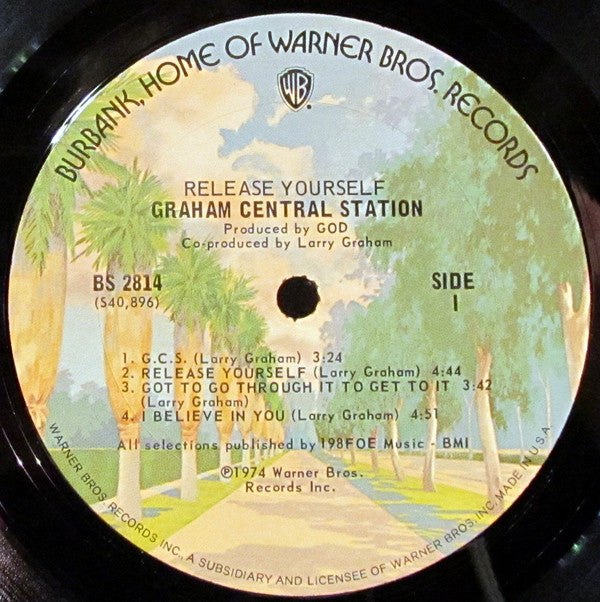 BURBANK, HOME OF WARNER BROS. RECORDS
WB
RELEASE YOURSELF
GRAHAM CENTRAL STATION
Produced by GOD
Co-produced by Larry Graham
BS 2814
(S40,896)
SIDE
1
1. G.C.S. (Larry Graham) 3:24
2. RELEASE YOURSELF (Larry Graham) 4:44
3. GOT TO GO THROUGH IT TO GET TO IT 3:42
(Larry Graham)
4. I BELIEVE IN YOU (Larry Graham) 4:51
All selections published by 198FOE Music - BMI
℗1974 Warner Bros.
Records Inc.
WARNER BROS. RECORDS INC., A SUBSIDIARY AND LICENSEE OF WARNER BROS. INC. MADE IN U.S.A.